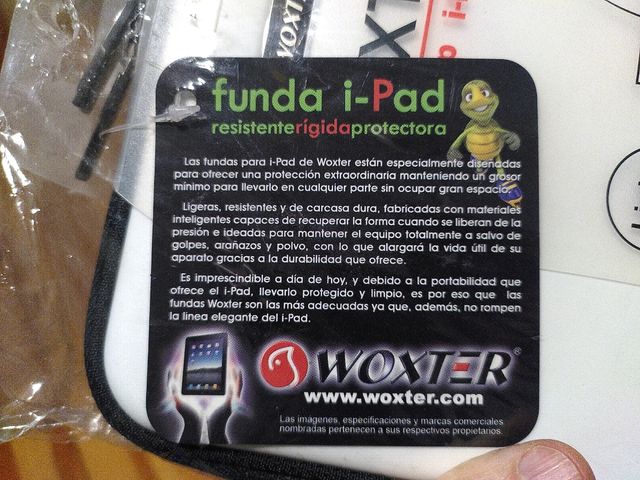 WOXT
XT
i-
funda i-Pad
resistenterígidaprotectora
Las fundas para i-Pad de Woxter están especialmente diseñadas
para ofrecer una protección extraordinaria manteniendo un grosor
mínimo para llevarlo en cualquier parte sin ocupar gran espacio.
Ligeras, resistentes y de carcasa dura, fabricadas con materiales
inteligentes capaces de recuperar la forma cuando se liberan de la
presión e ideadas para mantener el equipo totalmente a salvo de
golpes, arañazos y polvo, con lo que alargará la vida útil de su
aparato gracias a la durabilidad que ofrece.
Es imprescindible a día de hoy, y debido a la portabilidad que
ofrece el i-Pad, llevarlo protegido y limpio, es por eso que las
fundas Woxter son las más adecuadas ya que, además, no rompen
la línea elegante del i-Pad.
WOXTER®
www.woxter.com
Las imágenes, especificaciones y marcas comerciales
nombradas pertenecen a sus respectivos propietarios.